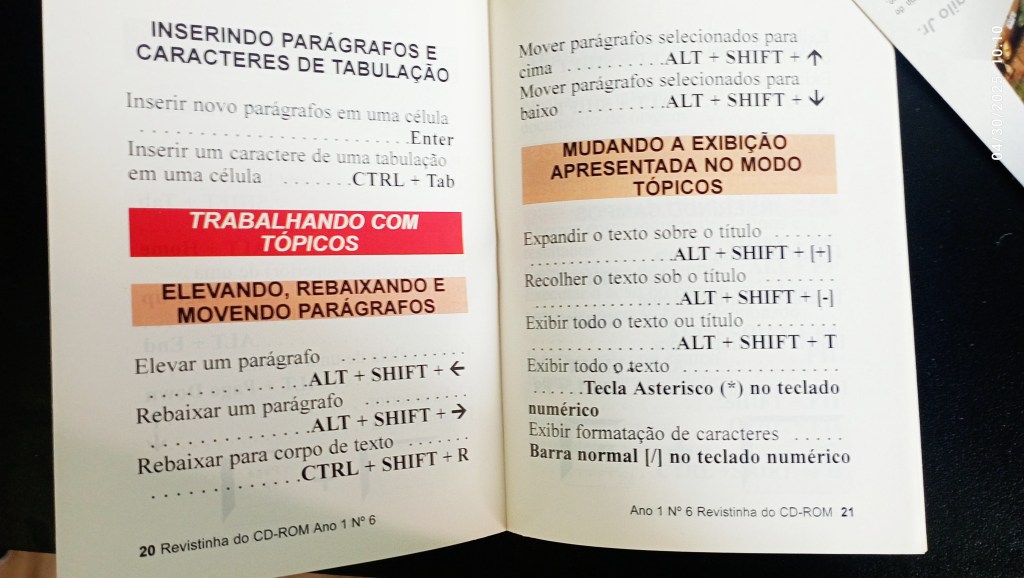 INSERINDO PARÁGRAFOS E
CARACTERES DE TABULAÇÃO
Inserir novo parágrafos em uma célula
. . . . . . . . . . . . . . . . . . . . . . . .Enter
Inserir um caractere de uma tabulação
em uma célula . . . . . . .CTRL + Tab
TRABALHANDO COM
TÓPICOS
ELEVANDO, REBAIXANDO E
MOVENDO PARÁGRAFOS
Elevar um parágrafo . . . . . . . . . . . .
. . . . . . . . . . . . .ALT + SHIFT + ←
Rebaixar um parágrafo . . . . . . . . . .
. . . . . . . . . . . . .ALT + SHIFT + →
Rebaixar para corpo de texto . . . . . . .
. . . . . . . . . . . . .CTRL + SHIFT + R
20 Revistinha do CD-ROM Ano 1 Nº 6
Mover parágrafos selecionados para
cima . . . . . . . . . .ALT + SHIFT + ↑
Mover parágrafos selecionados para
baixo . . . . . . . . . .ALT + SHIFT + ↓
MUDANDO A EXIBIÇÃO
APRESENTADA NO MODO
TÓPICOS
Expandir o texto sobre o título . . . . . .
. . . . . . . . . . . . . . .ALT + SHIFT + [+]
Recolher o texto sob o título . . . . . . . .
. . . . . . . . . . . . . . .ALT + SHIFT + [-]
Exibir todo o texto ou título . . . . . . . .
. . . . . . . . . . . . . . .ALT + SHIFT + T
Exibir todo o texto . . . . . . . . . . . . . . .
. . . . . .Tecla Asterisco (*) no teclado
numérico
Exibir formatação de caracteres . . . . .
Barra normal [/] no teclado numérico
Ano 1 Nº 6 Revistinha do CD-ROM 21
04/30/2025 10:10